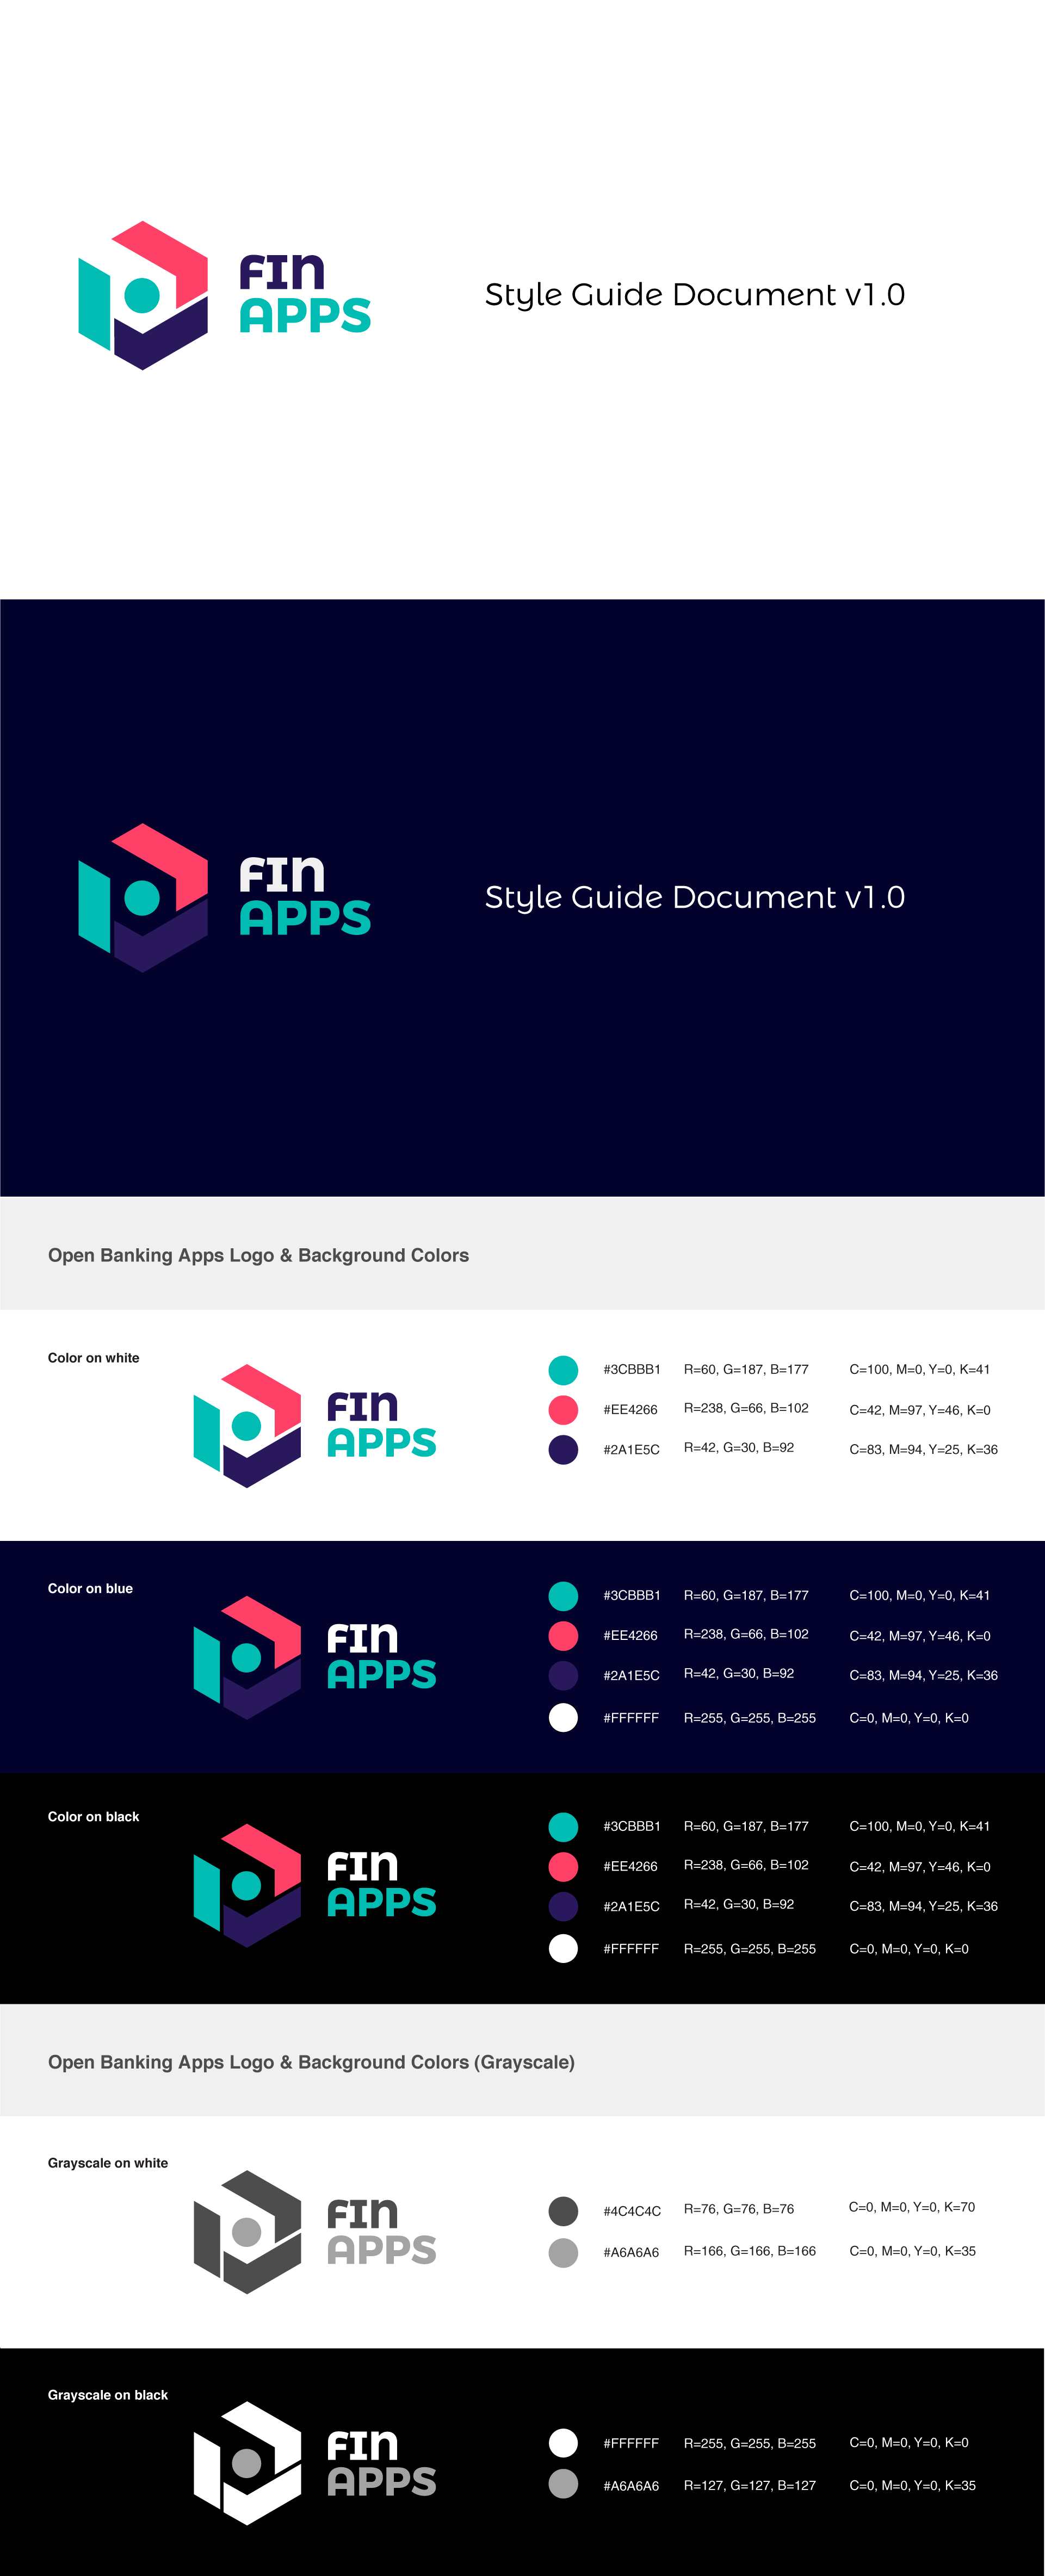 FIN
APPS
Style Guide Document v1.0
FIN
APPS
Style Guide Document v1.0
Open Banking Apps Logo & Background Colors
Color on white
FIN
APPS
#3CBBB1 R=60, G=187, B=177 C=100, M=0, Y=0, K=41
#EE4266 R=238, G=66, B=102 C=42, M=97, Y=46, K=0
#2A1E5C R=42, G=30, B=92 C=83, M=94, Y=25, K=36
Color on blue
FIN
APPS
#3CBBB1 R=60, G=187, B=177 C=100, M=0, Y=0, K=41
#EE4266 R=238, G=66, B=102 C=42, M=97, Y=46, K=0
#2A1E5C R=42, G=30, B=92 C=83, M=94, Y=25, K=36
#FFFFFF R=255, G=255, B=255 C=0, M=0, Y=0, K=0
Color on black
FIN
APPS
#3CBBB1 R=60, G=187, B=177 C=100, M=0, Y=0, K=41
#EE4266 R=238, G=66, B=102 C=42, M=97, Y=46, K=0
#2A1E5C R=42, G=30, B=92 C=83, M=94, Y=25, K=36
#FFFFFF R=255, G=255, B=255 C=0, M=0, Y=0, K=0
Open Banking Apps Logo & Background Colors (Grayscale)
Grayscale on white
FIN
APPS
#4C4C4C R=76, G=76, B=76 C=0, M=0, Y=0, K=70
#A6A6A6 R=166, G=166, B=166 C=0, M=0, Y=0, K=35
Grayscale on black
FIN
APPS
#FFFFFF R=255, G=255, B=255 C=0, M=0, Y=0, K=0
#A6A6A6 R=127, G=127, B=127 C=0, M=0, Y=0, K=35